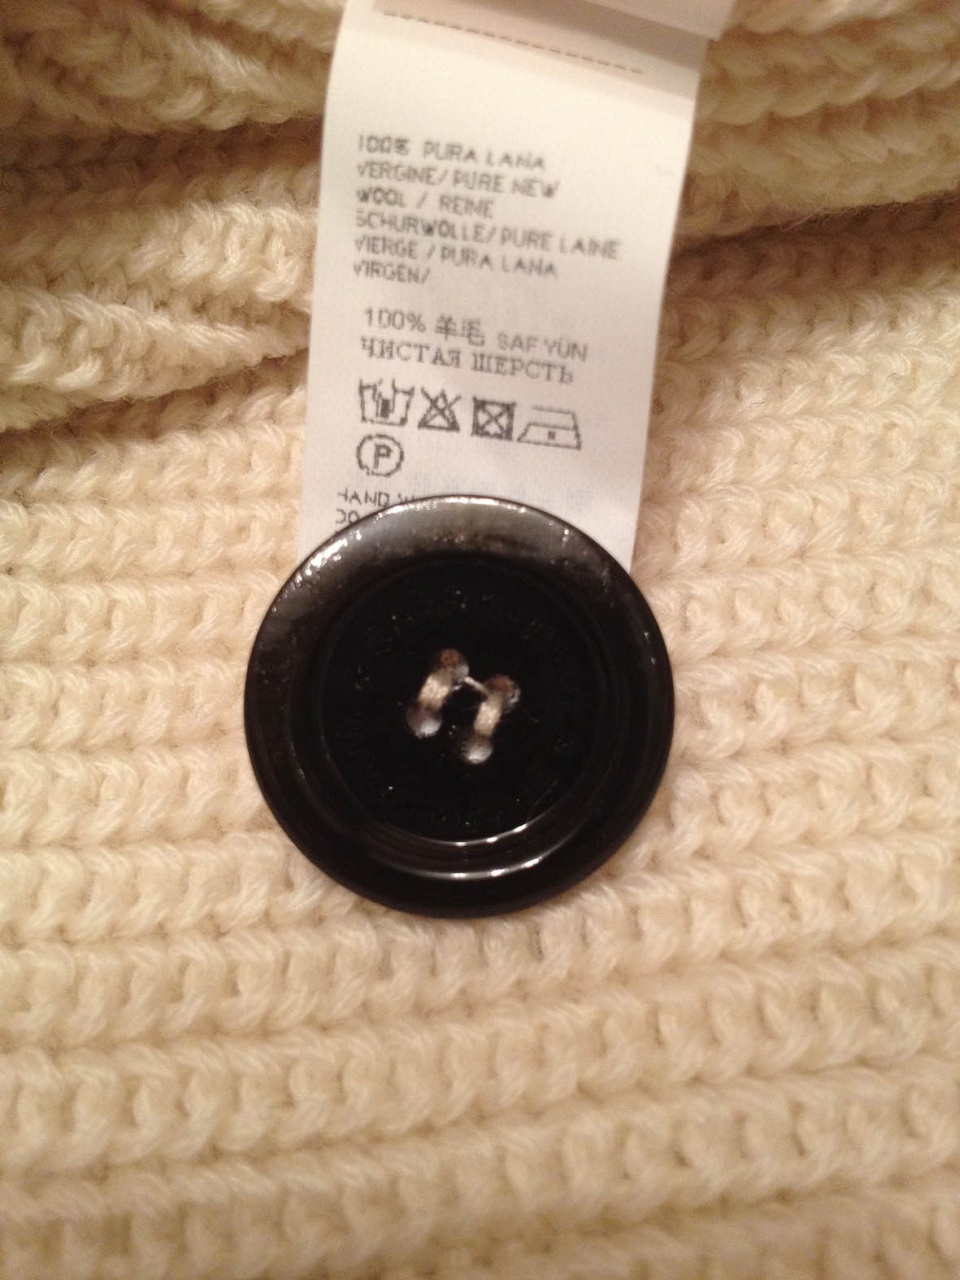 100% PURA LANA
VERGINE/ PURE NEW
WOOL / REINE
SCHURWOLLE/ PURE LAINE
VIERGE / PURA LANA
VIRGEN/
100% 羊毛 SAF YÜN
ЧИСТАЯ ШЕРСТЬ
P
HAND